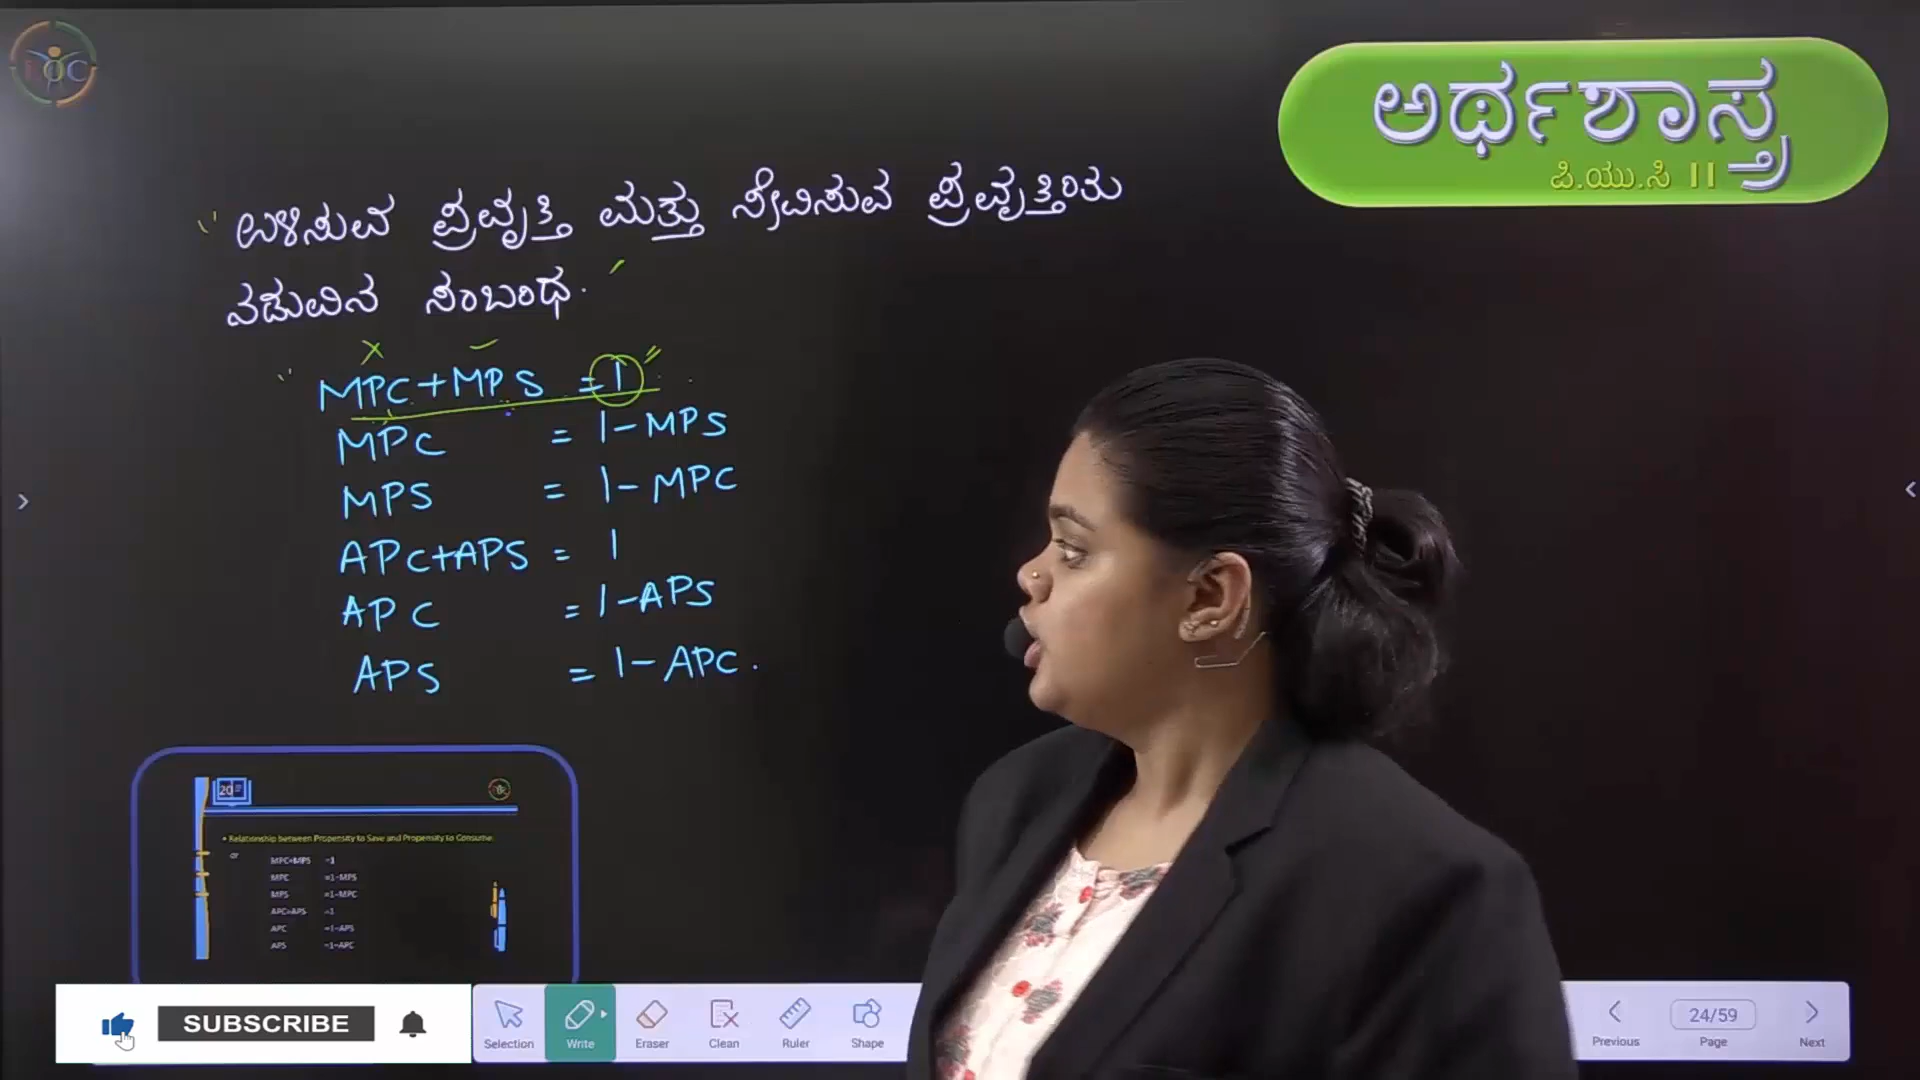 ಅರ್ಥಶಾಸ್ತ್ರ
ಪಿ.ಯು.ಸಿ II
"ಉಳಿಸುವ ಪ್ರವೃತ್ತಿ ಮತ್ತು ಸೇವಿಸುವ ಪ್ರವೃತ್ತಿಯ
ನಡುವಿನ ಸಂಬಂಧ.
MPC+MPS = 1
MPC = 1-MPS
MPS = 1-MPC
APC+APS = 1
APC = 1-APS
APS = 1-APC.
20
• Relationship between Propensity to Save and Propensity to Consume
or
MPC+MPS =1
MPC =1-MPS
MPS =1-MPC
APC+APS =1
APC =1-APS
APS =1-APC
SUBSCRIBE
Selection Write Eraser Clean Ruler Shape
24/59
Previous Page Next